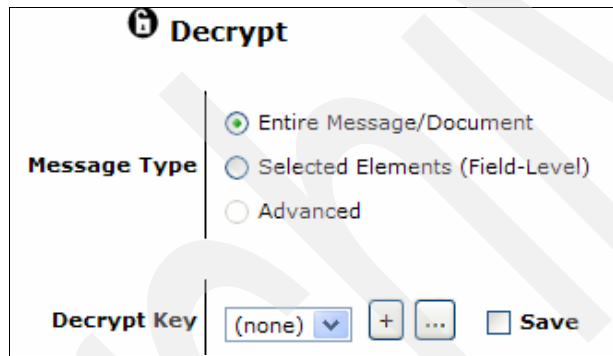 Decrypt
Entire Message/Document
Message Type
Selected Elements (Field-Level)
Advanced
Decrypt Key (none) + ... Save